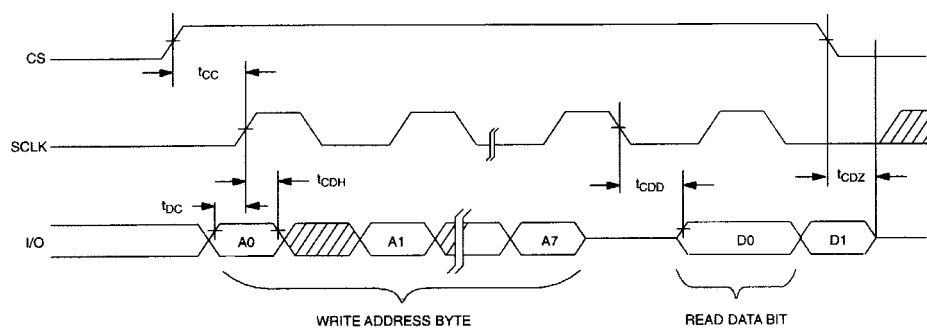 CS
tCC
SCLK
tCDH
tCDD
tCDZ
tDC
I/O
A0
A1
A7
D0
D1
WRITE ADDRESS BYTE
READ DATA BIT